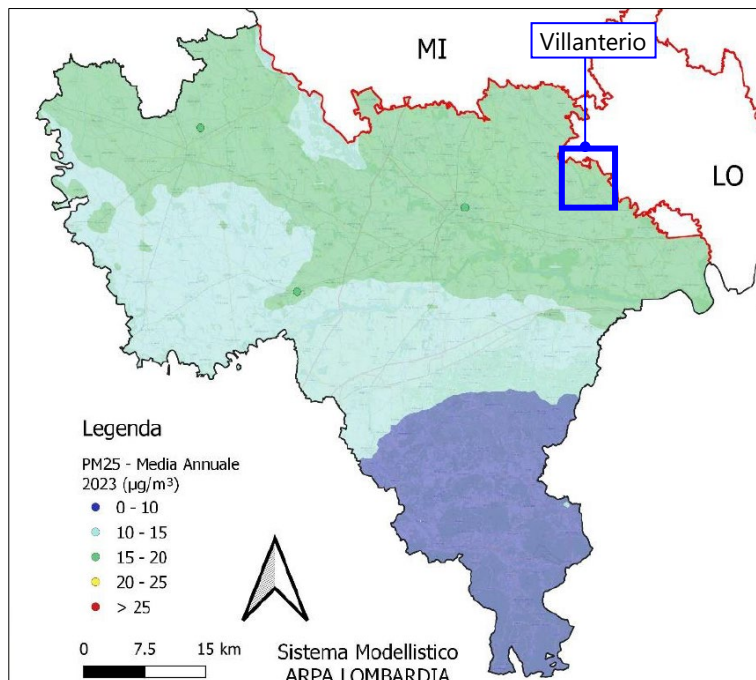 MI
Villanterio
LO
Legenda
PM25 - Media Annuale
2023 (µg/m³)
0 - 10
10 - 15
15 - 20
20 - 25
> 25
0 7.5 15 km
Sistema Modellistico
ARPA LOMBARDIA